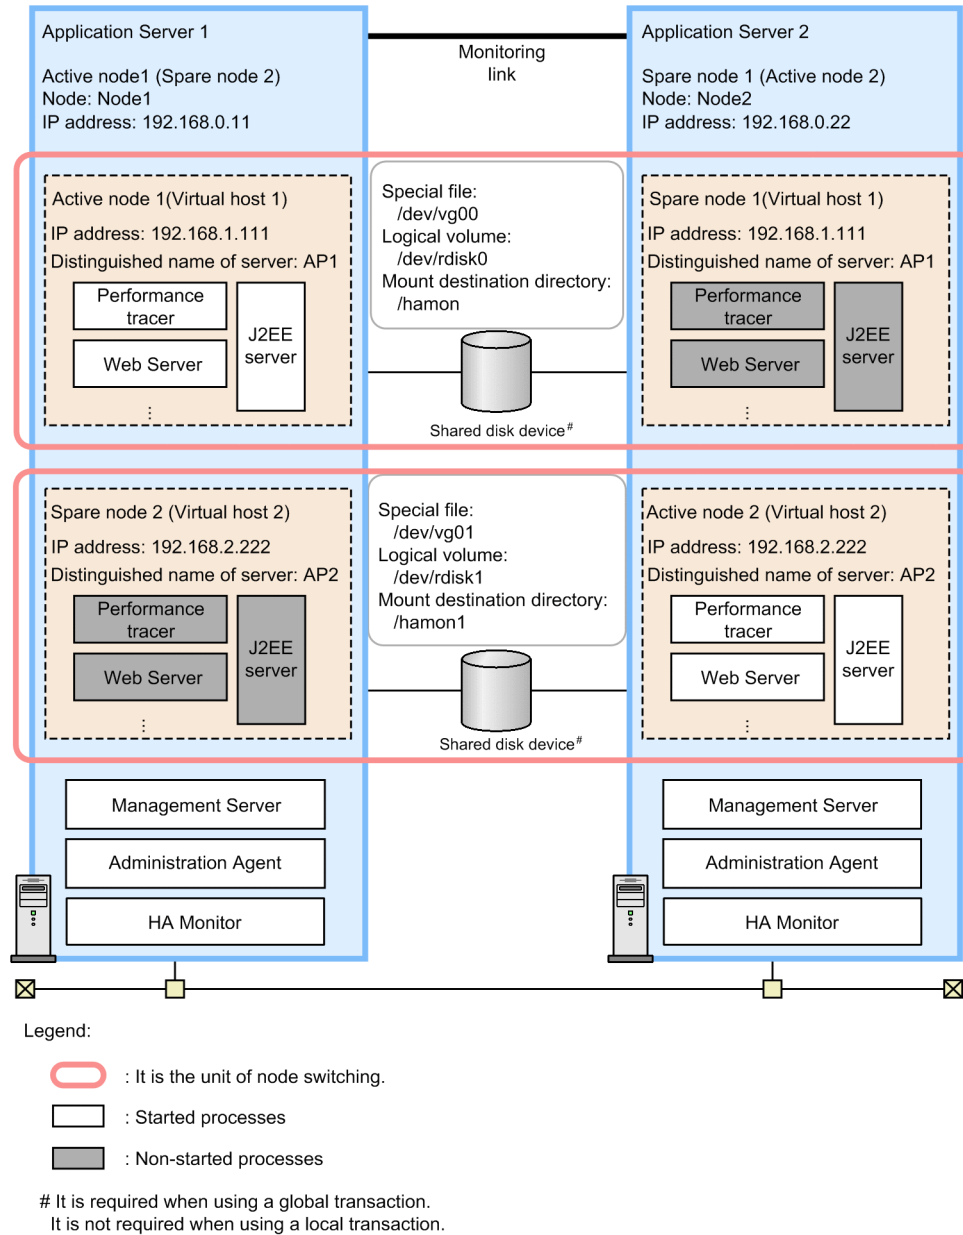 Application Server 1
Active node1 (Spare node 2)
Node: Node1
IP address: 192.168.0.11
Monitoring
link
Application Server 2
Spare node 1 (Active node 2)
Node: Node2
IP address: 192.168.0.22
Active node 1(Virtual host 1)
IP address: 192.168.1.111
Distinguished name of server: AP1
Performance
tracer
Web Server
J2EE
server
⋮
Special file:
/dev/vg00
Logical volume:
/dev/rdisk0
Mount destination directory:
/hamon
Shared disk device#
Spare node 1(Virtual host 1)
IP address: 192.168.1.111
Distinguished name of server: AP1
Performance
tracer
Web Server
J2EE
server
⋮
Spare node 2 (Virtual host 2)
IP address: 192.168.2.222
Distinguished name of server: AP2
Performance
tracer
Web Server
J2EE
server
⋮
Special file:
/dev/vg01
Logical volume:
/dev/rdisk1
Mount destination directory:
/hamon1
Shared disk device#
Active node 2 (Virtual host 2)
IP address: 192.168.2.222
Distinguished name of server: AP2
Performance
tracer
Web Server
J2EE
server
⋮
Management Server
Administration Agent
HA Monitor
Management Server
Administration Agent
HA Monitor
Legend:
: It is the unit of node switching.
: Started processes
: Non-started processes
# It is required when using a global transaction.
It is not required when using a local transaction.